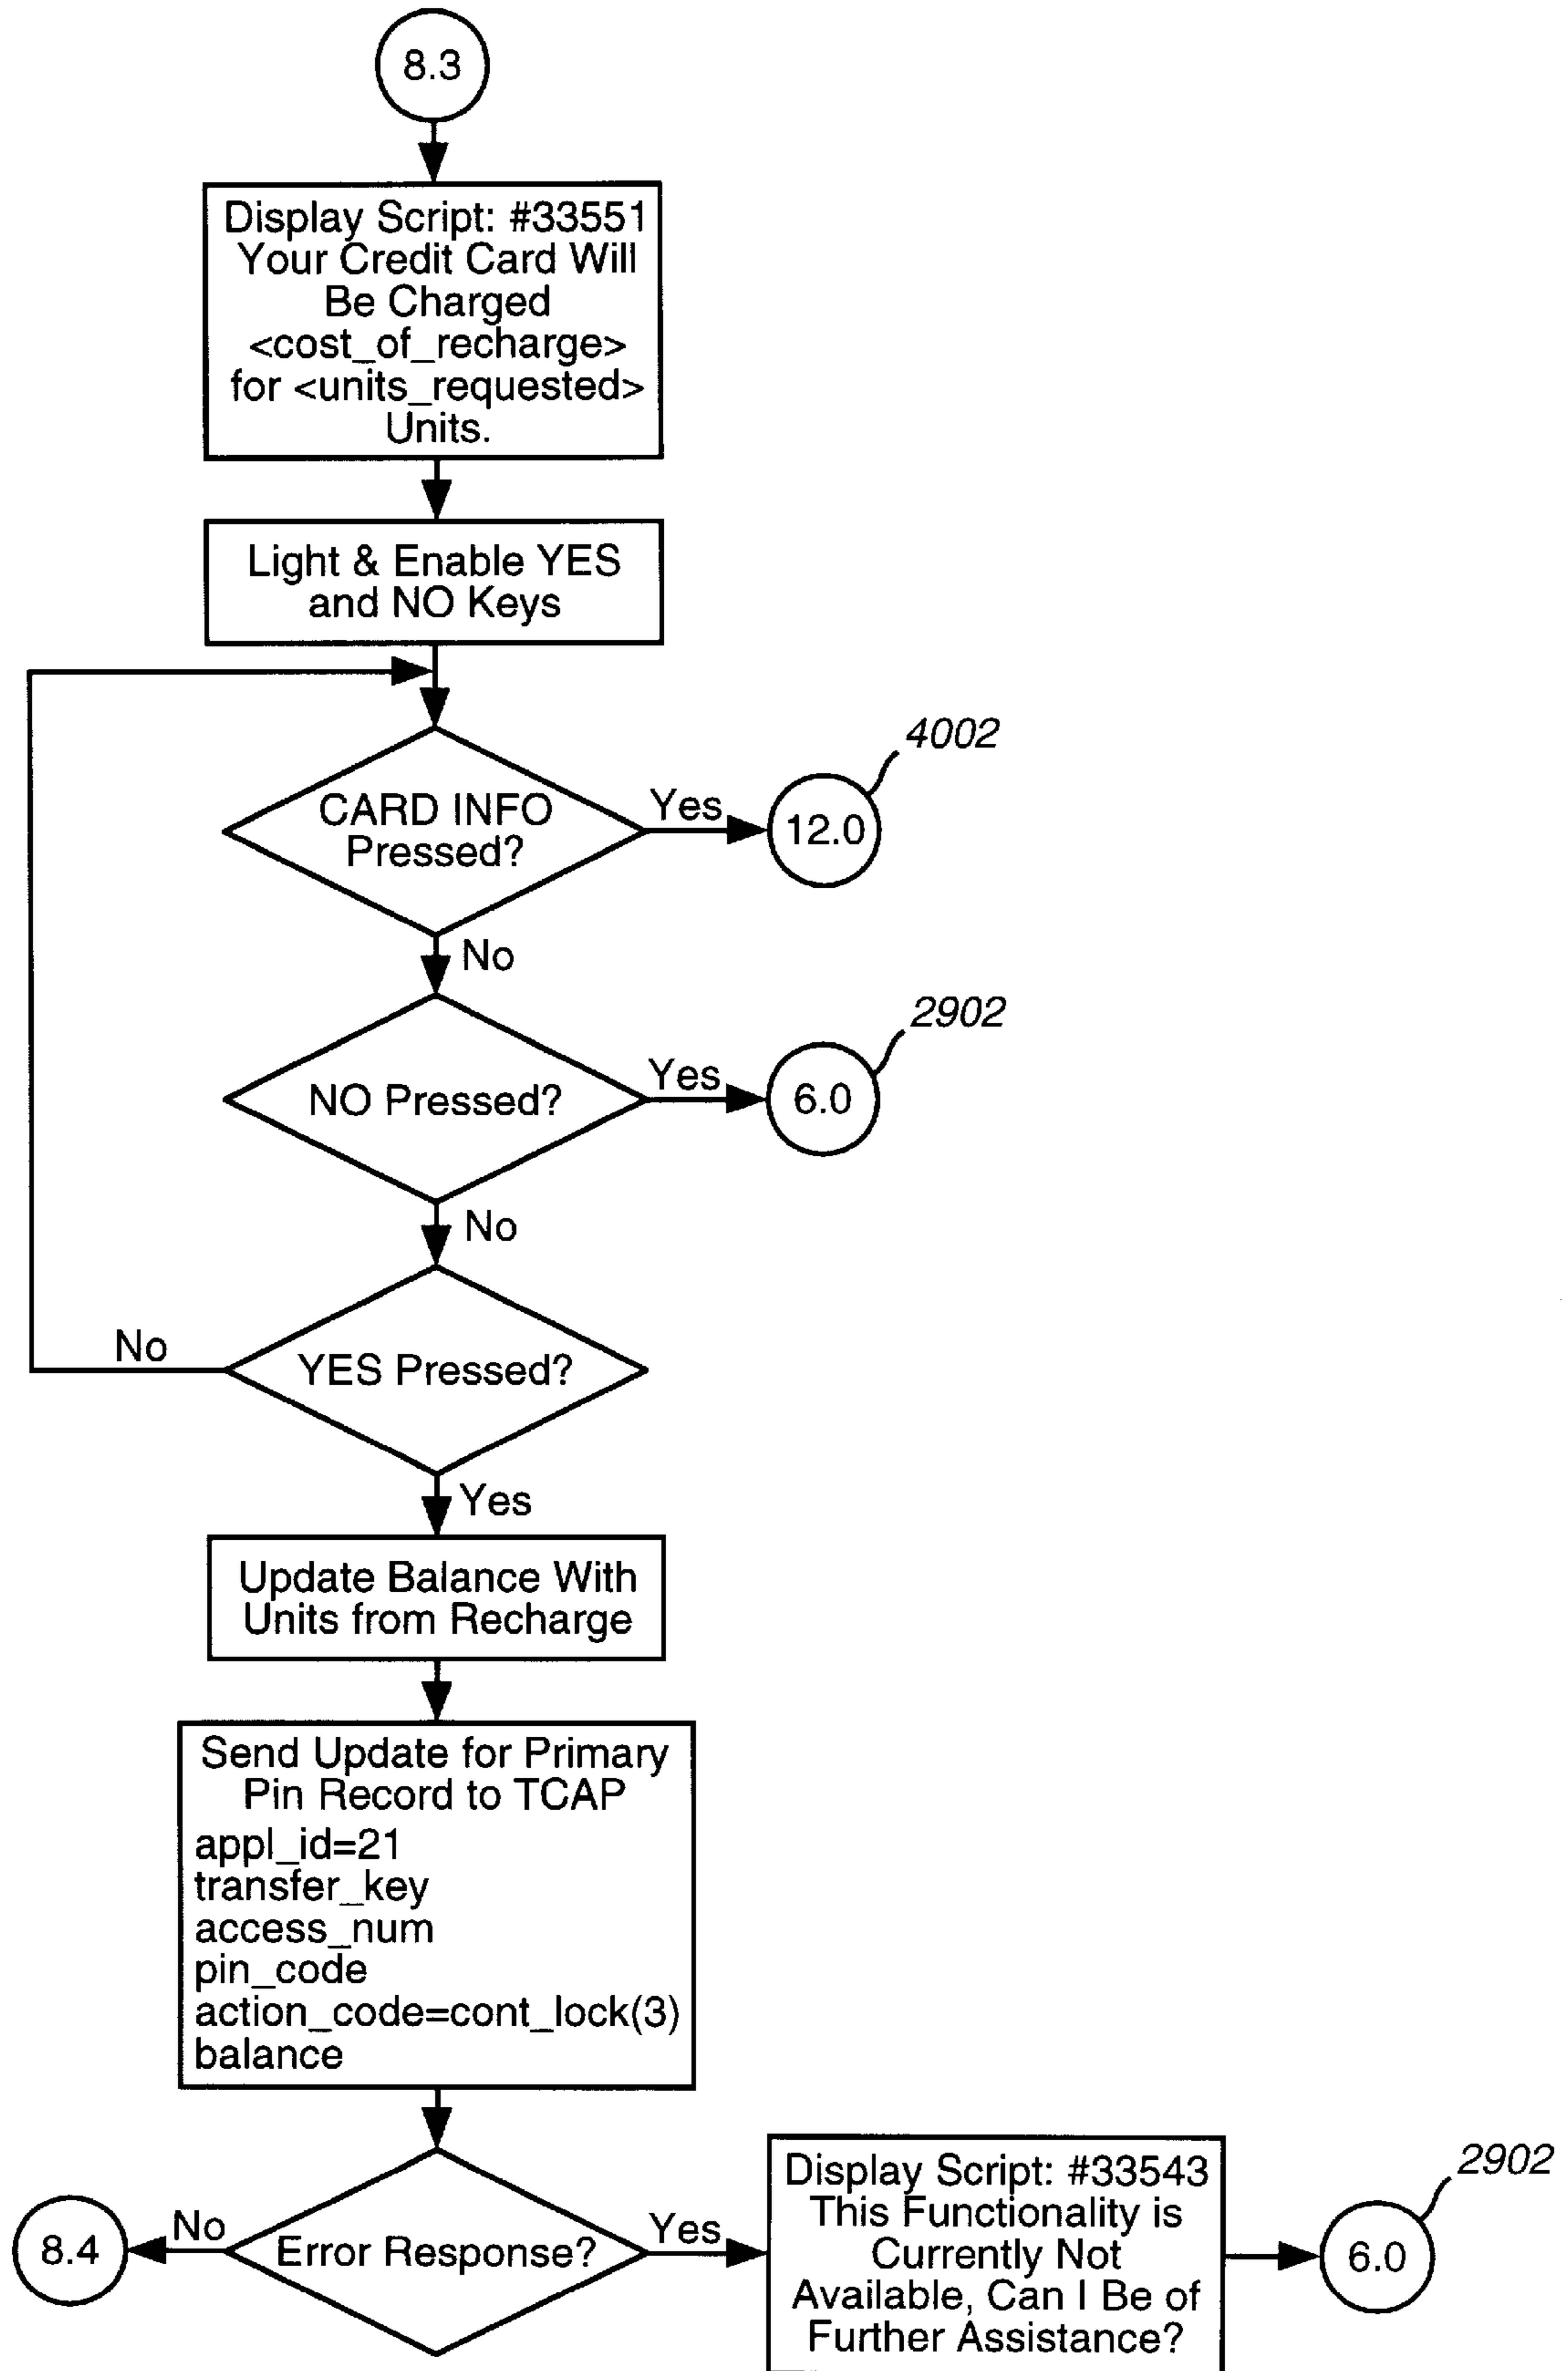 8.3
Display Script: #33551
Your Credit Card Will
Be Charged
<cost_of_recharge>
for <units_requested>
Units.
Light & Enable YES
and NO Keys
4002
CARD INFO
Pressed?
Yes
12.0
No
2902
NO Pressed?
Yes
6.0
No
No
YES Pressed?
Yes
Update Balance With
Units from Recharge
Send Update for Primary
Pin Record to TCAP
appl_id=21
transfer_key
access_num
pin_code
action_code=cont_lock(3)
balance
8.4
No
Error Response?
Yes
Display Script: #33543
This Functionality is
Currently Not
Available, Can I Be of
Further Assistance?
2902
6.0